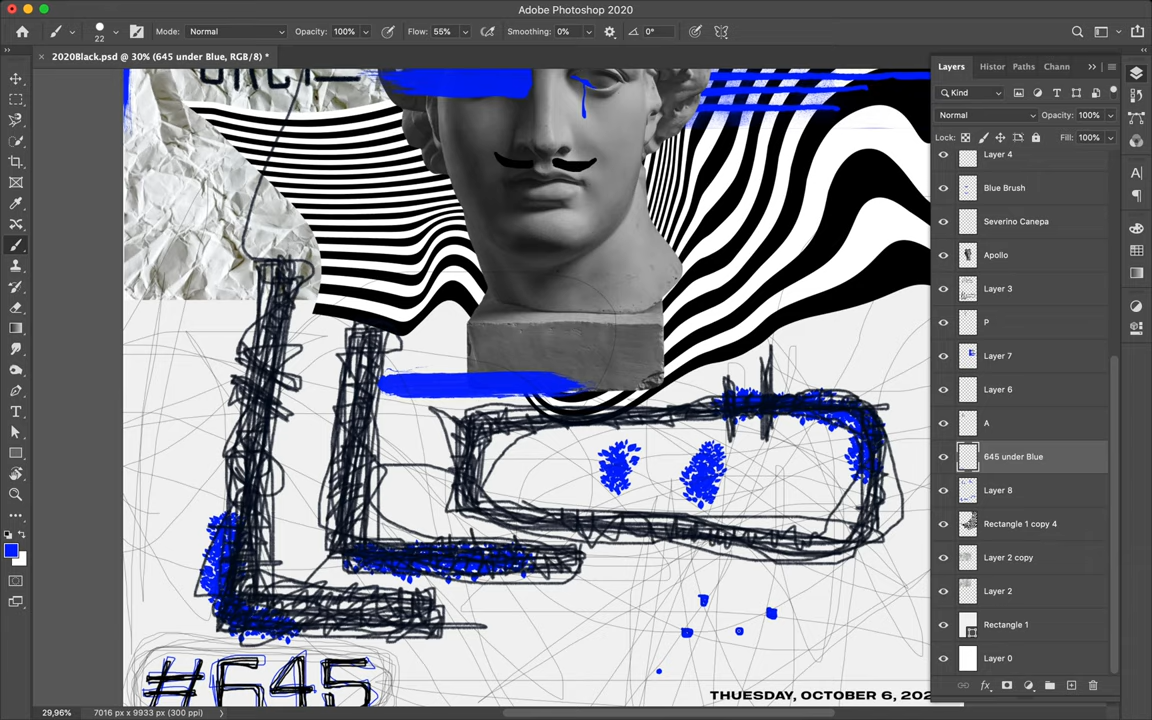 Adobe Photoshop 2020
22
Mode: Normal
Opacity: 100%
Flow: 55%
Smoothing: 0%
0°
2020Black.psd @ 30% (645 under Blue, RGB/8) *
Layers
Histor
Paths
Chann
Kind
Normal
Opacity: 100%
Lock:
Fill: 100%
Layer 4
Blue Brush
Severino Canepa
Apollo
Layer 3
P
Layer 7
Layer 6
A
645 under Blue
Layer 8
Rectangle 1 copy 4
Layer 2 copy
Layer 2
Rectangle 1
Layer 0
#645
THUESDAY, OCTOBER 6, 202
29,96%
7016 px x 9933 px (300 ppi)